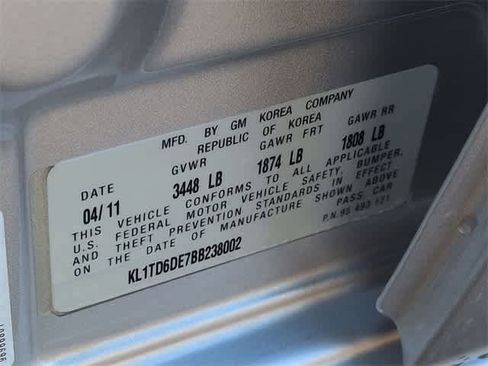 MFD. BY GM KOREA COMPANY
REPUBLIC OF KOREA
DATE GVWR GAWR FRT GAWR RR
04/11 3448 LB 1874 LB 1808 LB
THIS VEHICLE CONFORMS TO ALL APPLICABLE
U.S. FEDERAL MOTOR VEHICLE SAFETY, BUMPER,
AND THEFT PREVENTION STANDARDS IN EFFECT
ON THE DATE OF MANUFACTURE SHOWN ABOVE
PASS CAR
KL1TD6DE7BB238002
P.N. 95